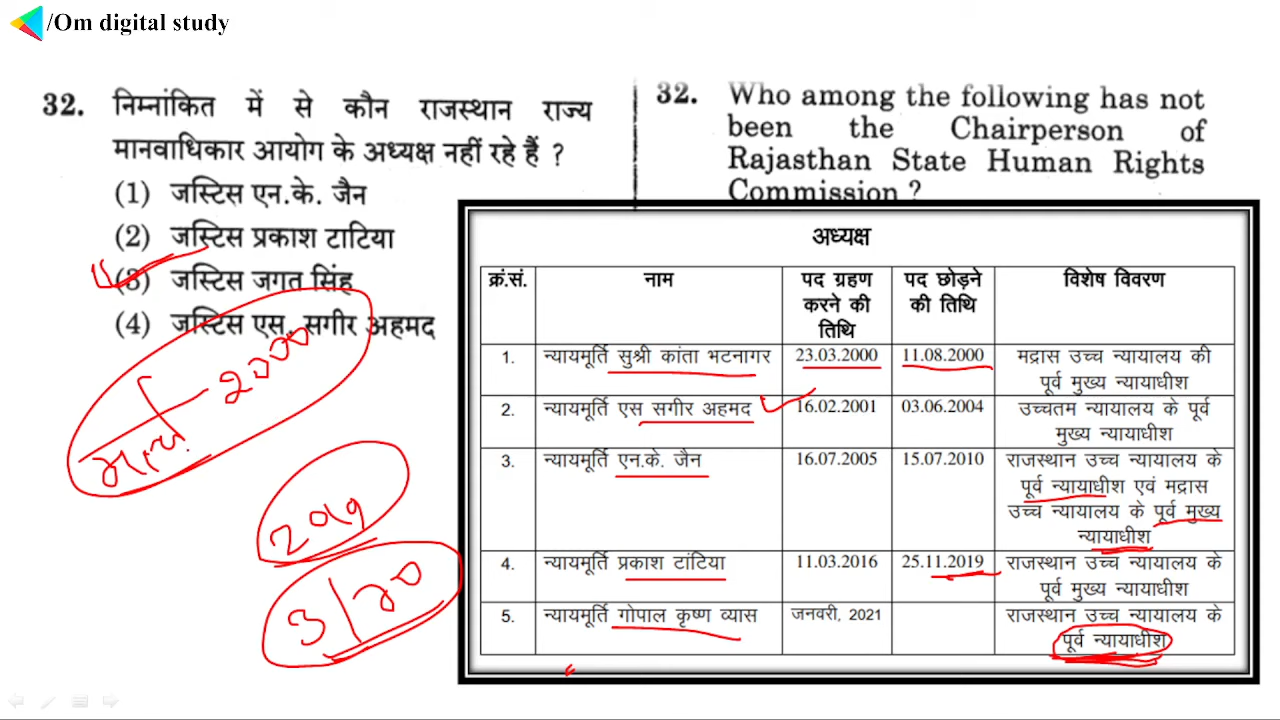 /Om digital study
32. निम्नांकित में से कौन राजस्थान राज्य
मानवाधिकार आयोग के अध्यक्ष नहीं रहे हैं ?
(1) जस्टिस एन.के. जैन
(2) जस्टिस प्रकाश टाटिया
(3) जस्टिस जगत सिंह
(4) जस्टिस एस. सगीर अहमद
मार्च 2000
2019
3/20
32. Who among the following has not
been the Chairperson of
Rajasthan State Human Rights
Commission ?
अध्यक्ष
क्रं.सं. नाम पद ग्रहण करने की तिथि पद छोड़ने की तिथि विशेष विवरण
1. न्यायमूर्ति सुश्री कांता भटनागर 23.03.2000 11.08.2000 मद्रास उच्च न्यायालय की
पूर्व मुख्य न्यायाधीश
2. न्यायमूर्ति एस सगीर अहमद 16.02.2001 03.06.2004 उच्चतम न्यायालय के पूर्व
मुख्य न्यायाधीश
3. न्यायमूर्ति एन.के. जैन 16.07.2005 15.07.2010 राजस्थान उच्च न्यायालय के
पूर्व न्यायाधीश एवं मद्रास
उच्च न्यायालय के पूर्व मुख्य
न्यायाधीश
4. न्यायमूर्ति प्रकाश टांटिया 11.03.2016 25.11.2019 राजस्थान उच्च न्यायालय के
पूर्व मुख्य न्यायाधीश
5. न्यायमूर्ति गोपाल कृष्ण व्यास जनवरी, 2021 राजस्थान उच्च न्यायालय के
पूर्व न्यायाधीश